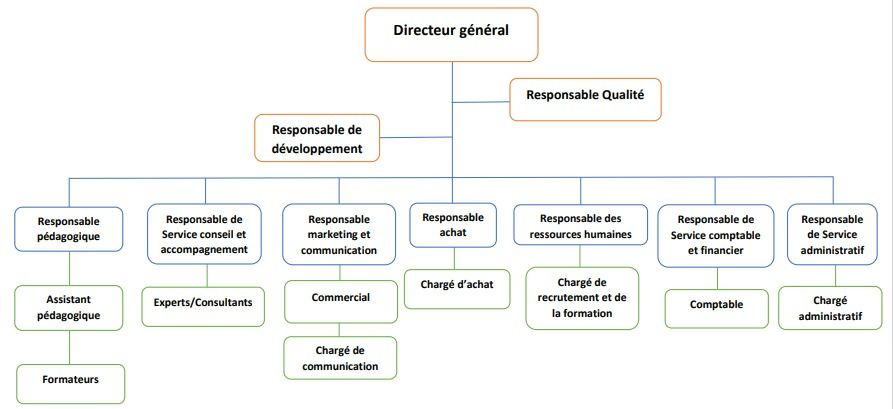 Directeur général
Responsable Qualité
Responsable de
développement
Responsable
pédagogique
Responsable de
Service conseil et
accompagnement
Responsable
marketing et
communication
Responsable
achat
Responsable des
ressources humaines
Responsable de
Service comptable
et financier
Responsable
de Service
administratif
Assistant
pédagogique
Experts/Consultants
Commercial
Chargé d'achat
Chargé de
recrutement et de
la formation
Comptable
Chargé
administratif
Formateurs
Chargé de
communication